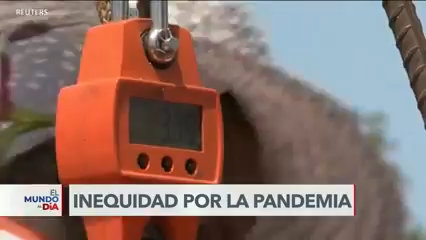 REUTERS
EL MUNDO AL DÍA
INEQUIDAD POR LA PANDEMIA